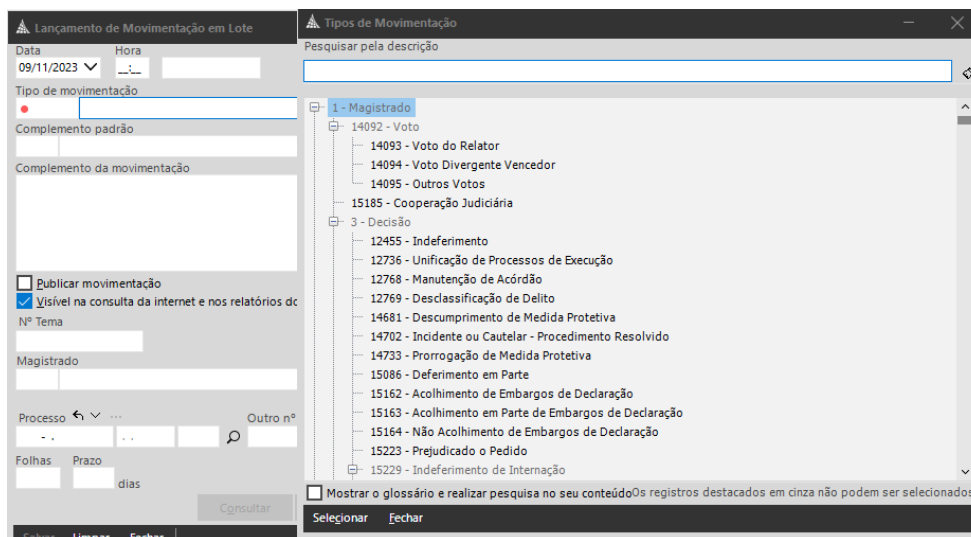 Lançamento de Movimentação em Lote
Data Hora
09/11/2023 __:__
Tipo de movimentação
Complemento padrão
Complemento da movimentação
Publicar movimentação
Visível na consulta da internet e nos relatórios do
Nº Tema
Magistrado
Processo ... Outro nº
- . . .
Folhas Prazo
dias
Consultar
Salvar Limpar Fechar
Tipos de Movimentação
Pesquisar pela descrição
1 - Magistrado
14092 - Voto
14093 - Voto do Relator
14094 - Voto Divergente Vencedor
14095 - Outros Votos
15185 - Cooperação Judiciária
3 - Decisão
12455 - Indeferimento
12736 - Unificação de Processos de Execução
12768 - Manutenção de Acórdão
12769 - Desclassificação de Delito
14681 - Descumprimento de Medida Protetiva
14702 - Incidente ou Cautelar - Procedimento Resolvido
14733 - Prorrogação de Medida Protetiva
15086 - Deferimento em Parte
15162 - Acolhimento de Embargos de Declaração
15163 - Acolhimento em Parte de Embargos de Declaração
15164 - Não Acolhimento de Embargos de Declaração
15223 - Prejudicado o Pedido
15229 - Indeferimento de Internação
Mostrar o glossário e realizar pesquisa no seu conteúdo Os registros destacados em cinza não podem ser selecionados
Selecionar Fechar